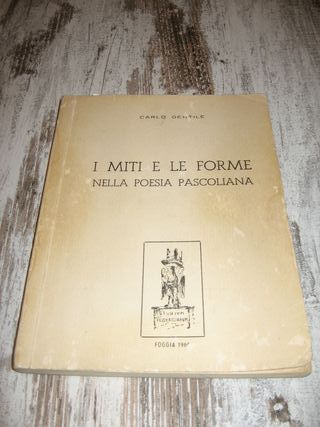 CARLO GENTILE
I MITI E LE FORME
NELLA POESIA PASCOLIANA
FOGGIA